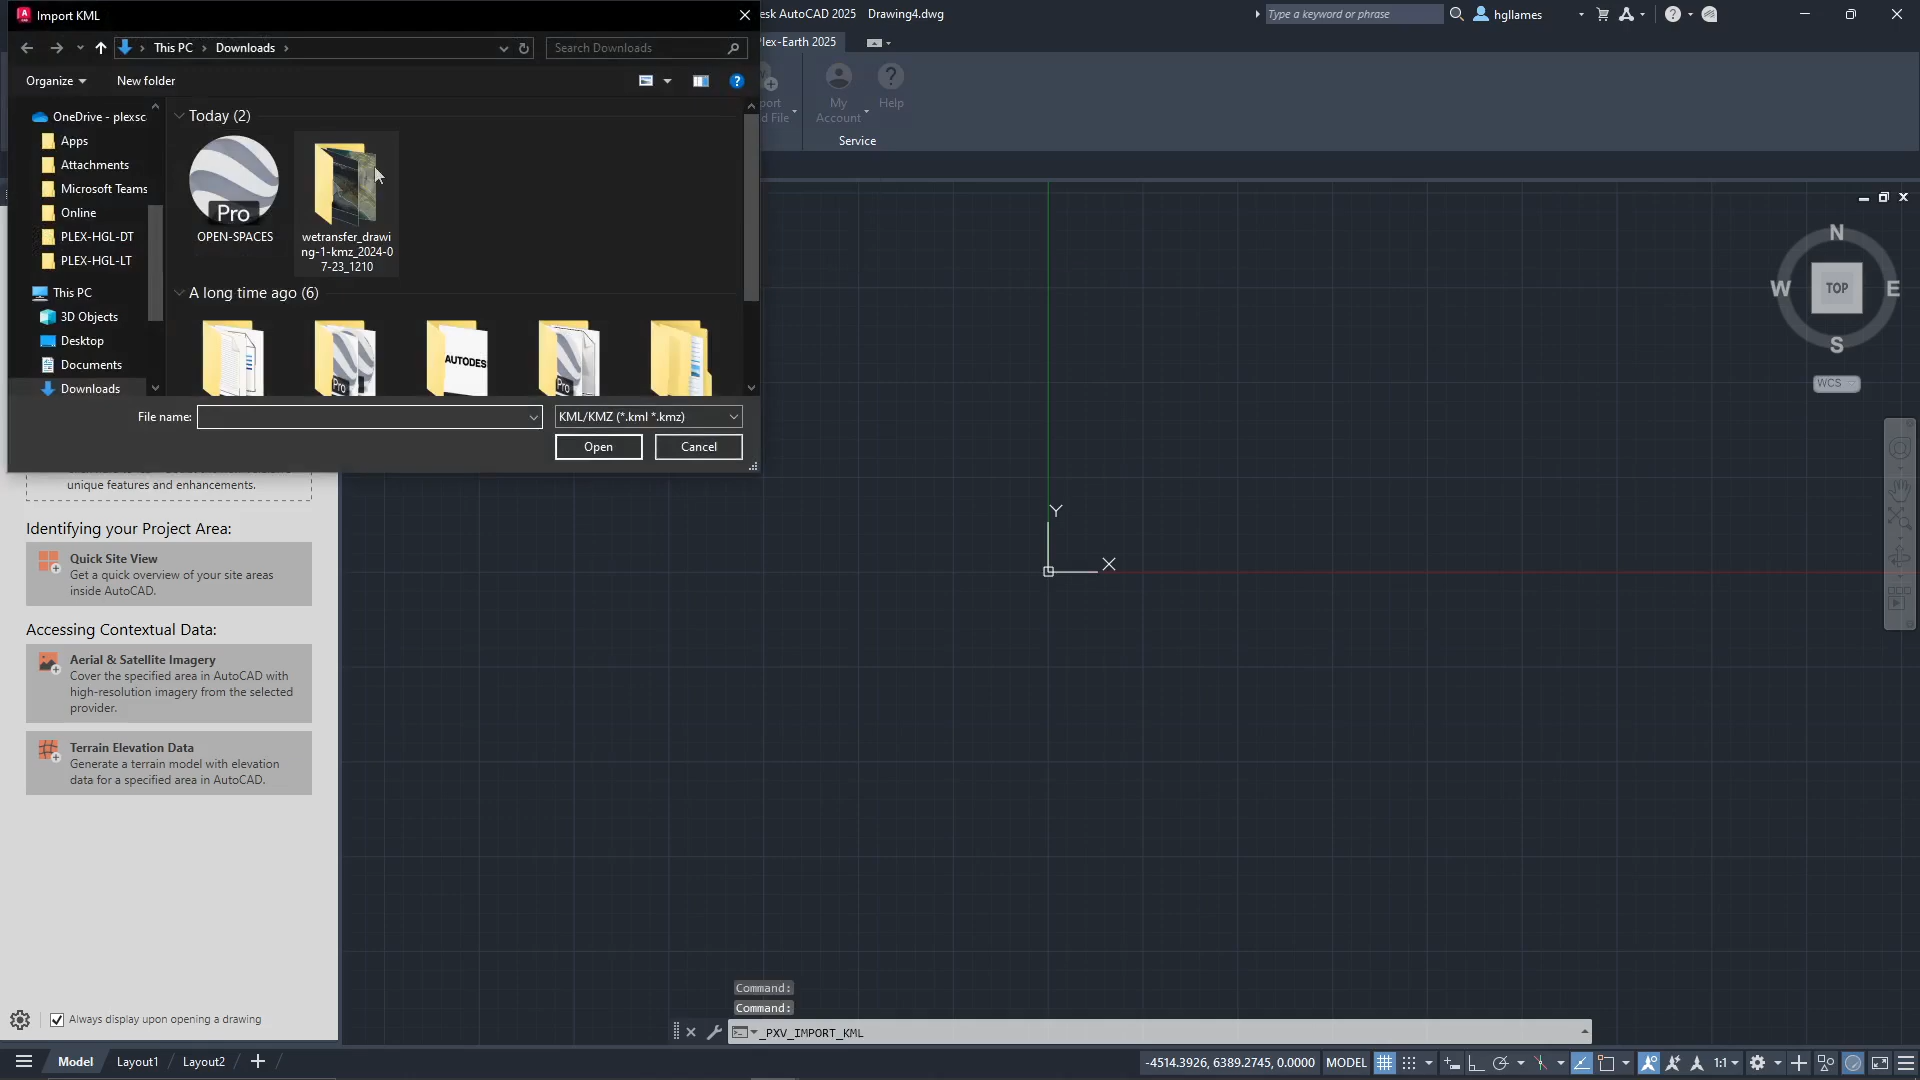 Import KML
desk AutoCAD 2025 Drawing4.dwg
Type a keyword or phrase
hgllames
This PC
Downloads
Search Downloads
Plex-Earth 2025
Organize
New folder
My
Account
Help
Service
OneDrive - plexsc
Apps
Attachments
Microsoft Teams
Online
PLEX-HGL-DT
PLEX-HGL-LT
This PC
3D Objects
Desktop
Documents
Downloads
Today (2)
Pro
OPEN-SPACES
wetransfer_drawi
ng-1-kmz_2024-0
7-23_1210
A long time ago (6)
Pro
AUTODES
Pro
File name:
KML/KMZ (*.kml *.kmz)
Open
Cancel
unique features and enhancements.
Identifying your Project Area:
Quick Site View
Get a quick overview of your site areas
inside AutoCAD.
Accessing Contextual Data:
Aerial & Satellite Imagery
Cover the specified area in AutoCAD with
high-resolution imagery from the selected
provider.
Terrain Elevation Data
Generate a terrain model with elevation
data for a specified area in AutoCAD.
Always display upon opening a drawing
N
W
TOP
E
S
WCS
Y
X
Command:
Command:
_PXV_IMPORT_KML
Model
Layout1
Layout2
-4514.3926, 6389.2745, 0.0000
MODEL
1:1